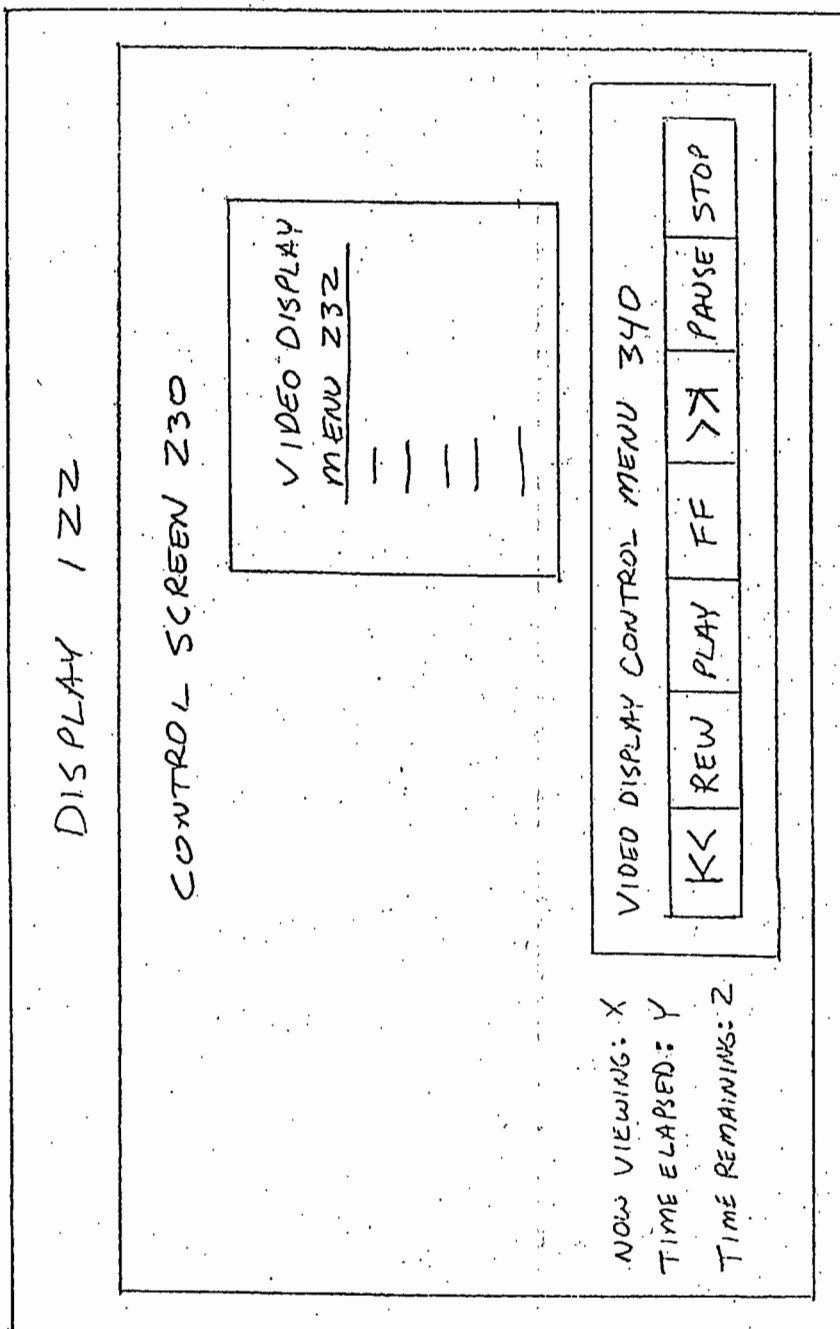 DISPLAY 122
CONTROL SCREEN 230
VIDEO DISPLAY
MENU 232
VIDEO DISPLAY CONTROL MENU 340
K< REW PLAY FF >K PAUSE STOP
NOW VIEWING: X
TIME ELAPSED: Y
TIME REMAINING: Z